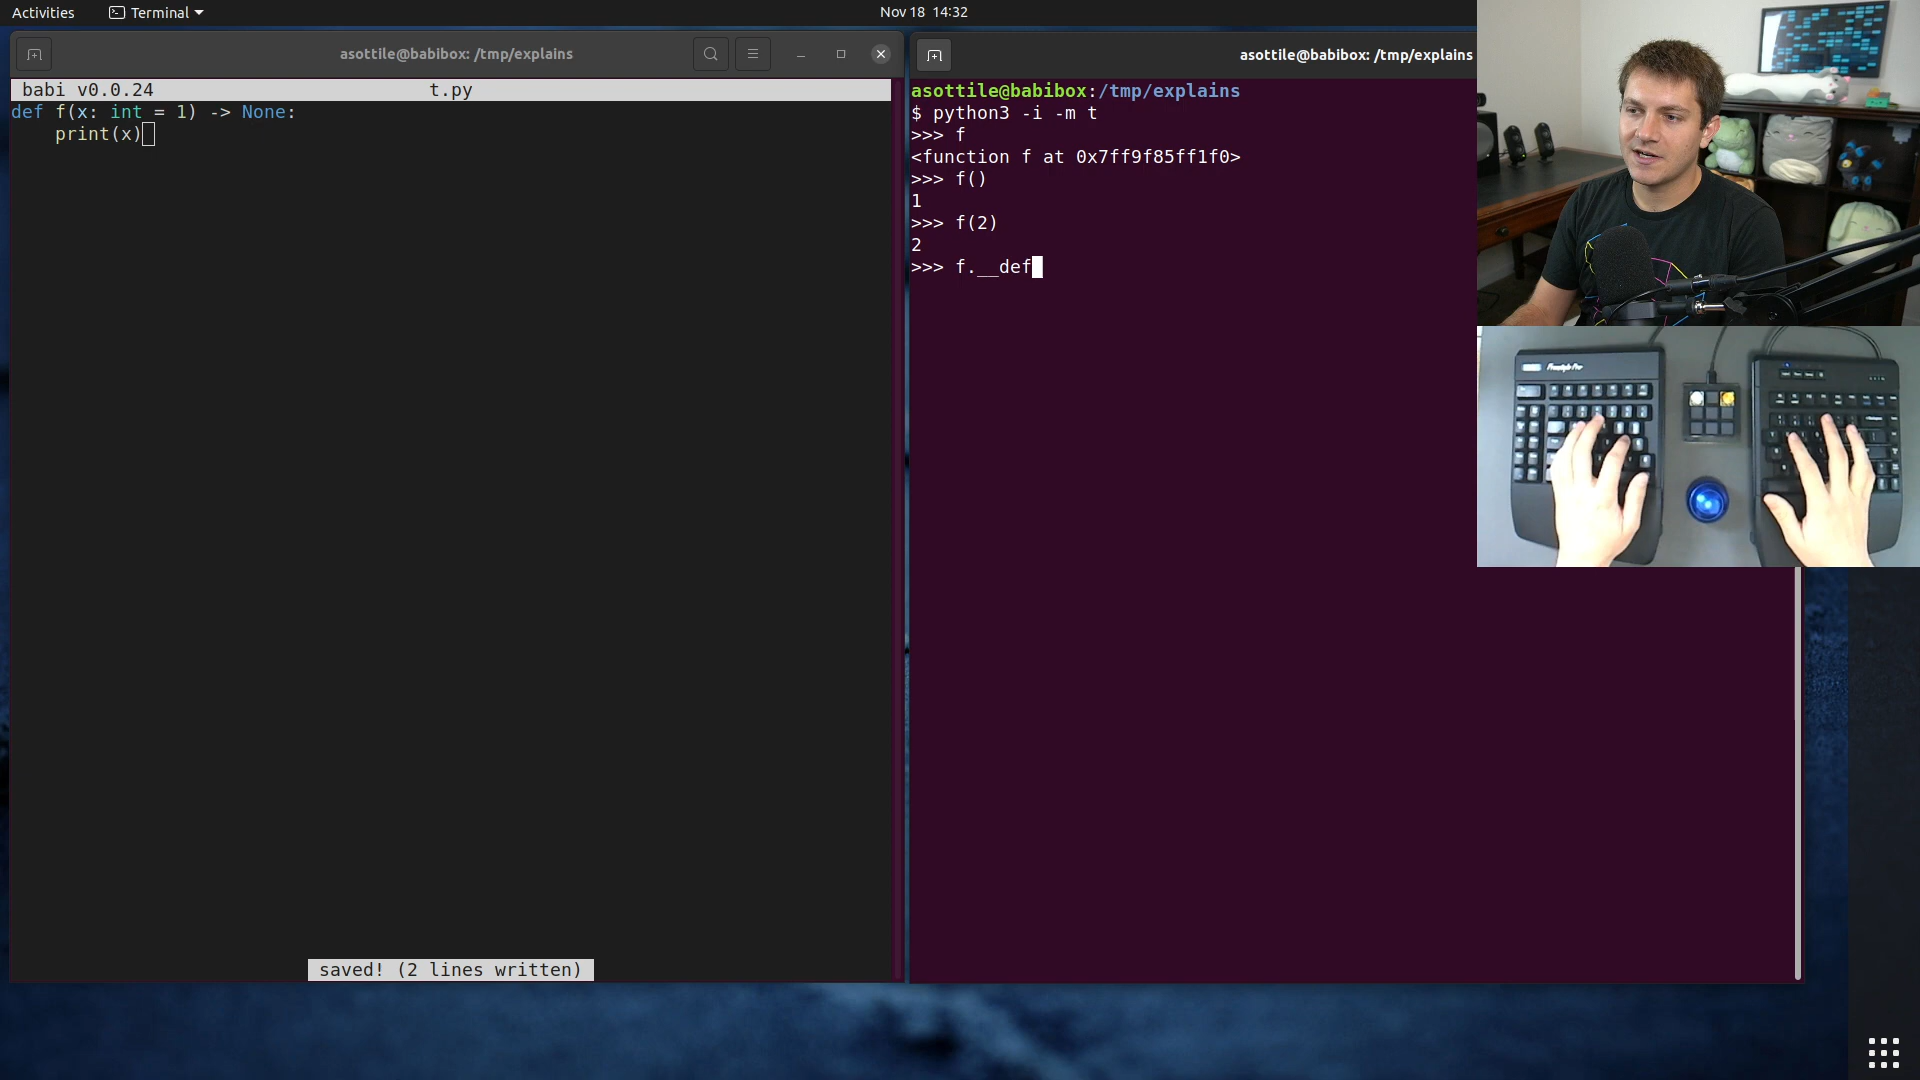 Activities
Terminal
Nov 18 14:32
asottile@babibox: /tmp/explains
babi v0.0.24 t.py
def f(x: int = 1) -> None:
    print(x)
saved! (2 lines written)
asottile@babibox: /tmp/explains
asottile@babibox:/tmp/explains
$ python3 -i -m t
>>> f
<function f at 0x7ff9f85ff1f0>
>>> f()
1
>>> f(2)
2
>>> f.__def
Freestyle Pro